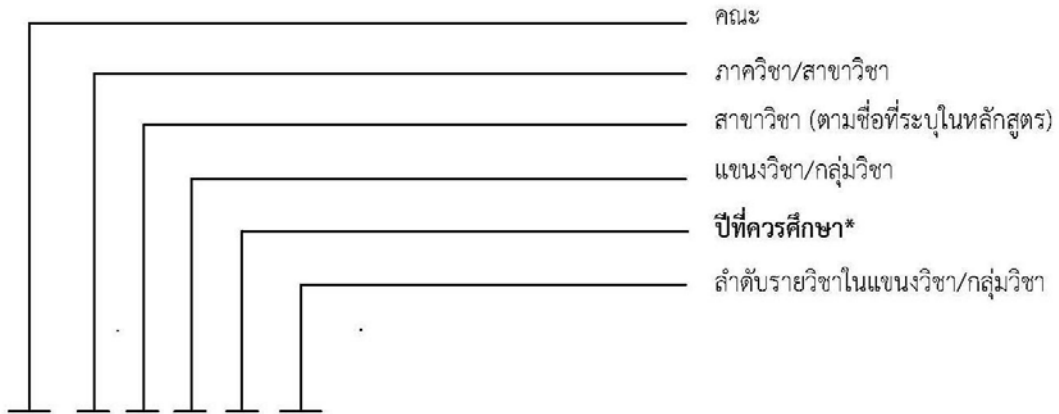 คณะ
ภาควิชา/สาขาวิชา
สาขาวิชา (ตามชื่อที่ระบุในหลักสูตร)
แขนงวิชา/กลุ่มวิชา
ปีที่ควรศึกษา*
ลำดับรายวิชาในแขนงวิชา/กลุ่มวิชา